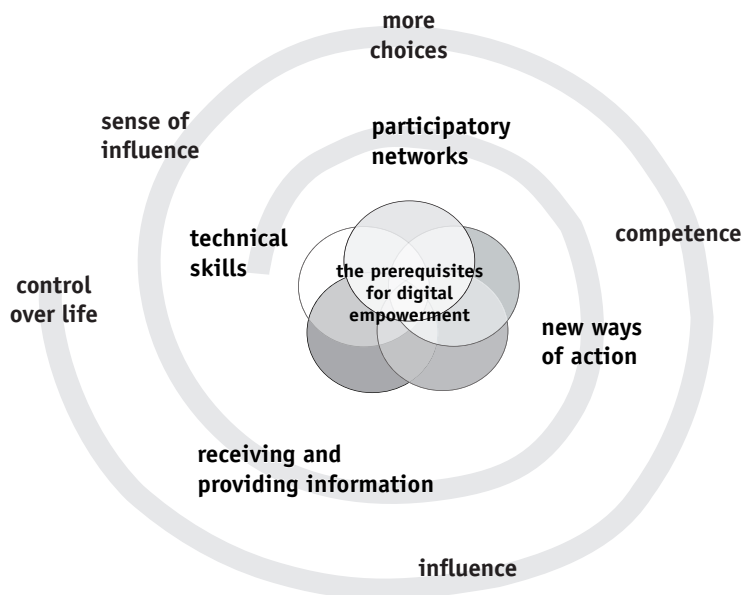 more
choices
sense of
influence
participatory
networks
technical
skills
competence
the prerequisites
for digital
empowerment
control
over life
new ways
of action
receiving and
providing information
influence